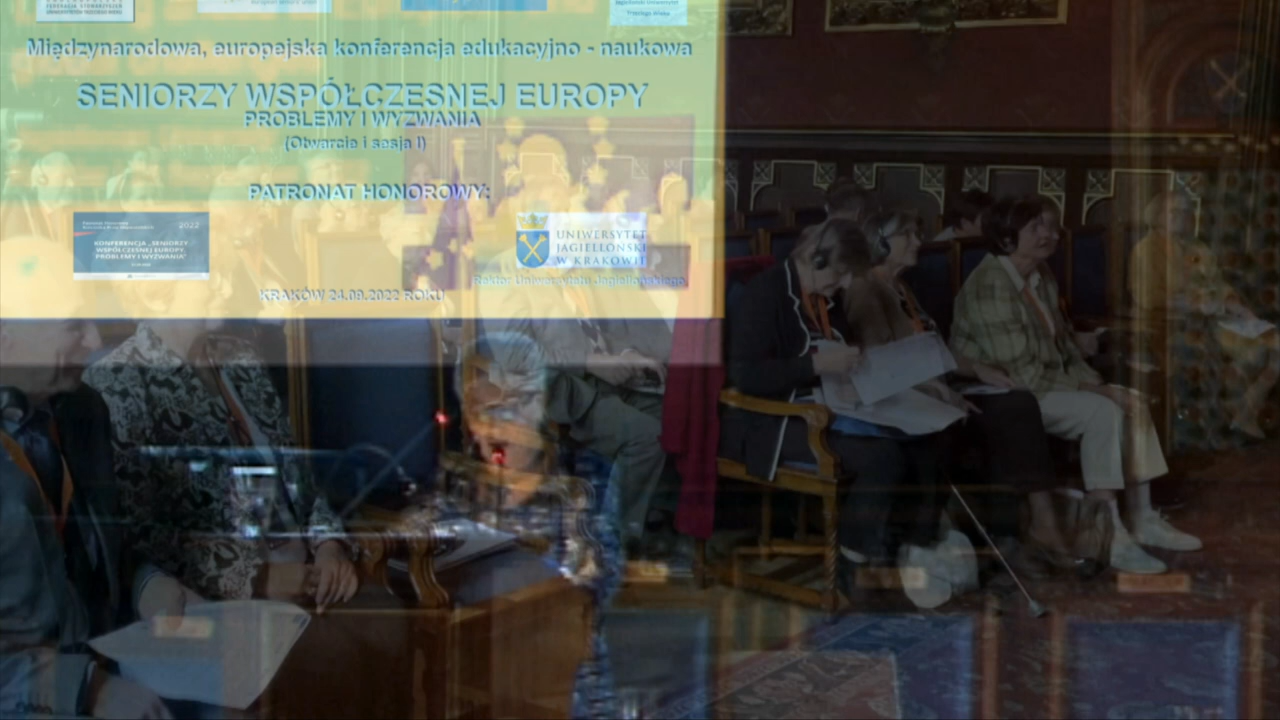 Międzynarodowa, europejska konferencja edukacyjno - naukowa
SENIORZY WSPÓŁCZESNEJ EUROPY
PROBLEMY I WYZWANIA
(Otwarcie i sesja I)
PATRONAT HONOROWY:
2022
KONFERENCJA „SENIORZY
WSPÓŁCZESNEJ EUROPY
PROBLEMY I WYZWANIA"
UNIWERSYTET
JAGIELLOŃSKI
W KRAKOWIE
Rektor Uniwersytetu Jagiellońskiego
KRAKÓW 24.09.2022 ROKU